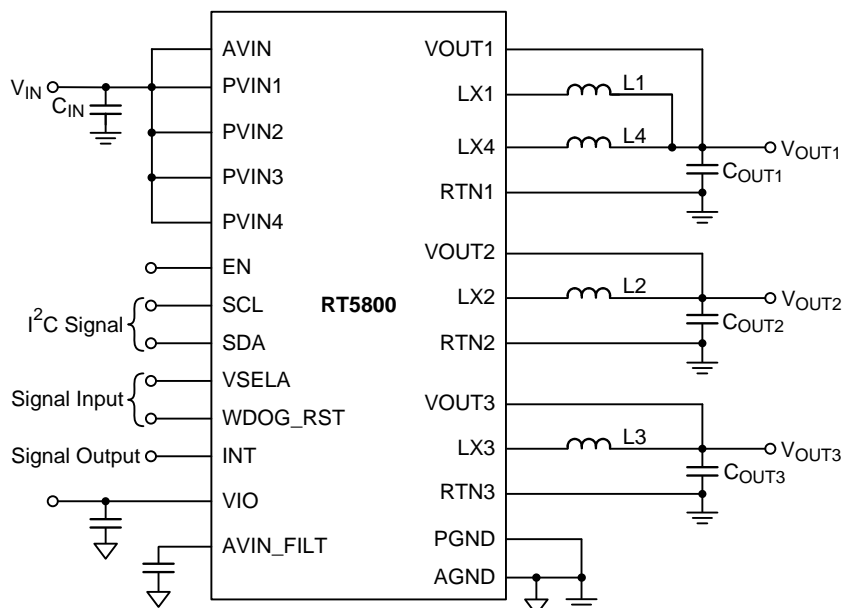 AVIN
PVIN1
PVIN2
PVIN3
PVIN4
EN
SCL
SDA
VSELA
WDOG_RST
INT
VIO
AVIN_FILT
V_IN
C_IN
I²C Signal
Signal Input
Signal Output
RT5800
VOUT1
LX1
LX4
RTN1
VOUT2
LX2
RTN2
VOUT3
LX3
RTN3
PGND
AGND
L1
L4
V_OUT1
C_OUT1
L2
V_OUT2
C_OUT2
L3
V_OUT3
C_OUT3